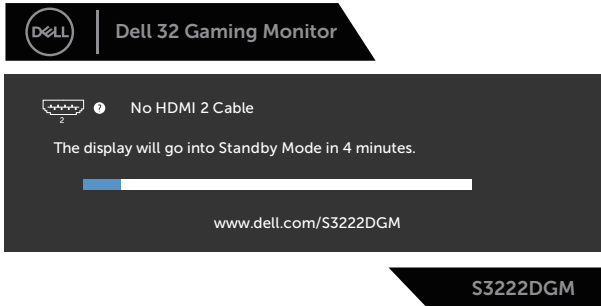 DELL
Dell 32 Gaming Monitor
2
?
No HDMI 2 Cable
The display will go into Standby Mode in 4 minutes.
www.dell.com/S3222DGM
S3222DGM